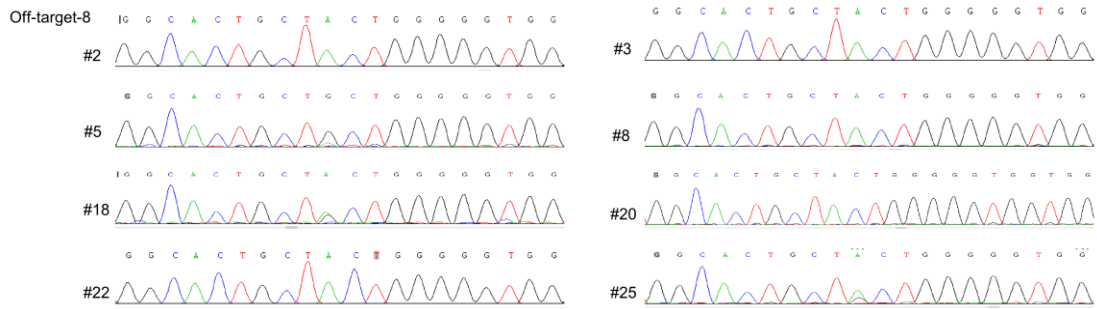 Off-target-8
#2
G G C A C T G C T A C T G G G G G T G G
#3
G G C A C T G C T A C T G G G G G T G G
#5
G G C A C T G C T G C T G G G G G T G G
#8
G G C A C T G C T A C T G G G G G T G G
#18
G G C A C T G C T A C T G G G G G T G G
#20
G G C A C T G C T A C T G G G G G T G G T G G
#22
G G C A C T G C T A C T G G G G G T G G
#25
G G C A C T G C T A C T G G G G G T G G